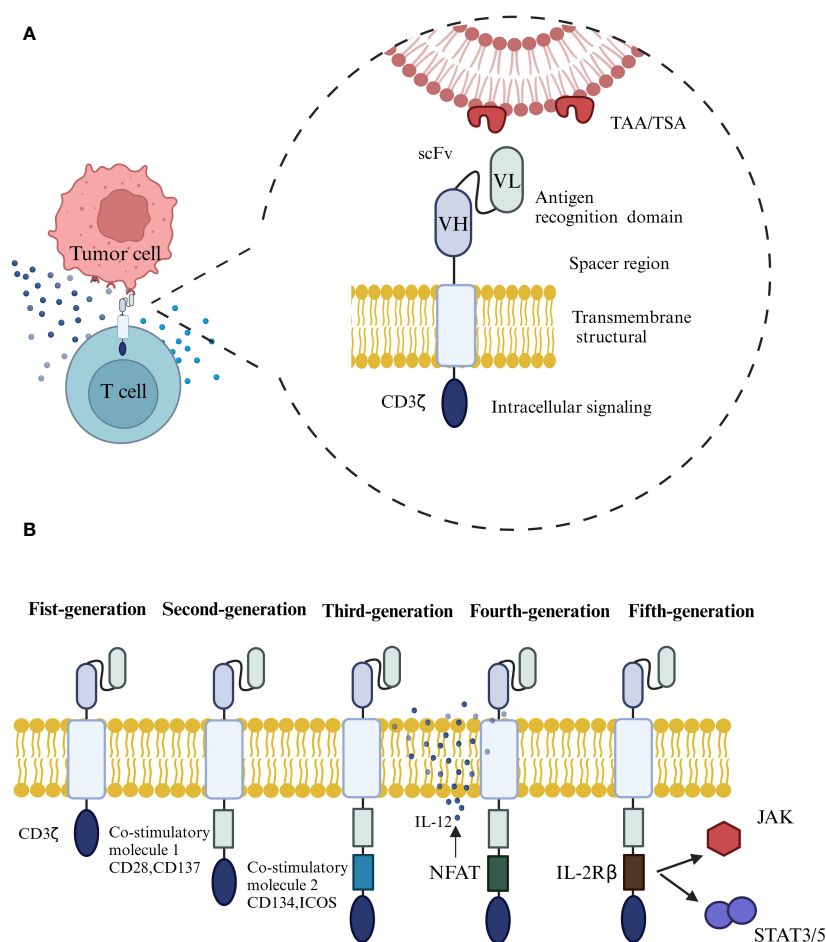 A
TAA/TSA
scFv
VL
Antigen
recognition domain
VH
Tumor cell
Spacer region
Transmembrane
structural
T cell
CD3ζ
Intracellular signaling
B
Fist-generation
Second-generation
Third-generation
Fourth-generation
Fifth-generation
CD3ζ
Co-stimulatory
molecule 1
CD28,CD137
Co-stimulatory
molecule 2
CD134,ICOS
IL-12
NFAT
IL-2Rβ
JAK
STAT3/5